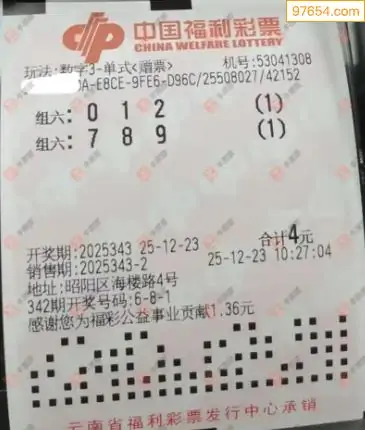 97654.com
中国福利彩票
CHINA WELFARE LOTTERY
玩法:数字3-单式<赠票> 机号:53041308
A-E8CE-9FE6-D96C/25508027/42152
组六: 0 1 2 (1)
组六: 7 8 9 (1)
合计4元
开奖期:2025343 25-12-23
销售期:2025343-2 25-12-23 10:27:04
地址:昭阳区海楼路4号
342期开奖号码:6-8-1
感谢您为福彩公益事业贡献1.36元
云南省福利彩票发行中心承销